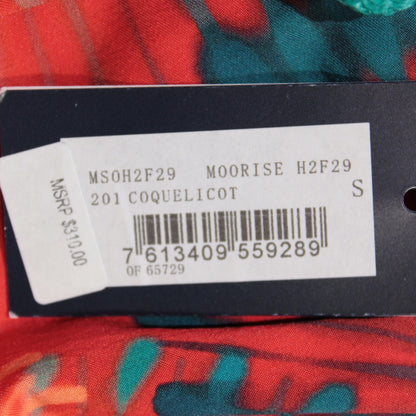 MSOH2F29 MOORISE H2F29
201 COQUELICOT S
7 613409 559289
OF 65729
MSRP $310.00